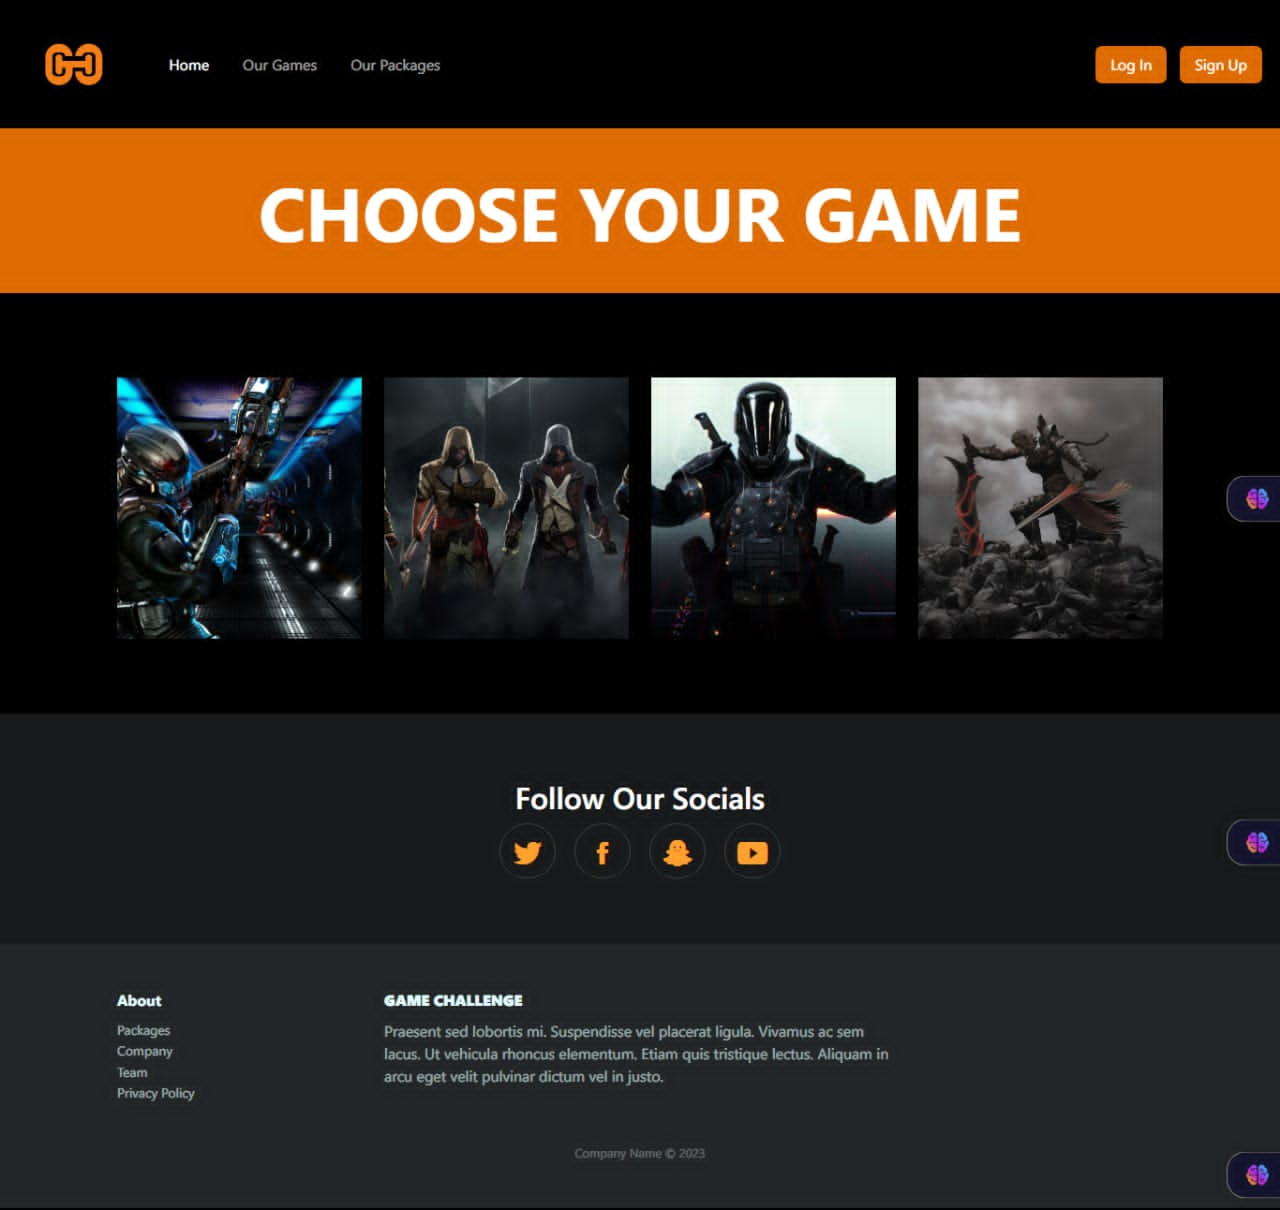 Home Our Games Our Packages Log In Sign Up
CHOOSE YOUR GAME
Follow Our Socials
About
Packages
Company
Team
Privacy Policy
GAME CHALLENGE
Praesent sed lobortis mi. Suspendisse vel placerat ligula. Vivamus ac sem
lacus. Ut vehicula rhoncus elementum. Etiam quis tristique lectus. Aliquam in
arcu eget velit pulvinar dictum vel in justo.
Company Name © 2023